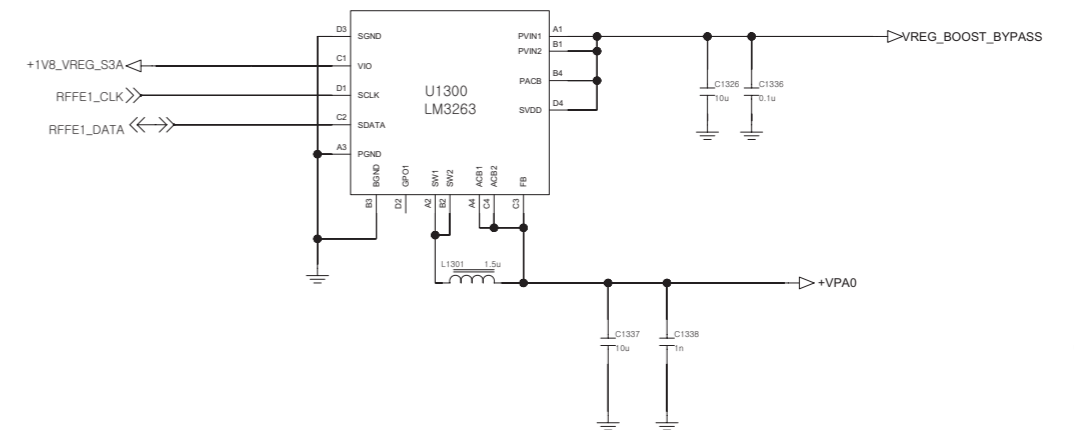 D3 SGND
PVIN1 A1
VREG_BOOST_BYPASS
PVIN2 B1
+1V8_VREG_S3A
C1 VIO
PACB B4
C1326
C1336
10u
0.1u
U1300
LM3263
RFFE1_CLK
D1 SCLK
SVDD D4
RFFE1_DATA
C2 SDATA
A3 PGND
BGND
GPO1
SW1
SW2
ACB1
ACB2
FB
B3
D2
A2
B2
A4
C4
C3
L1301 1.5u
+VPA0
C1337
10u
C1338
1n